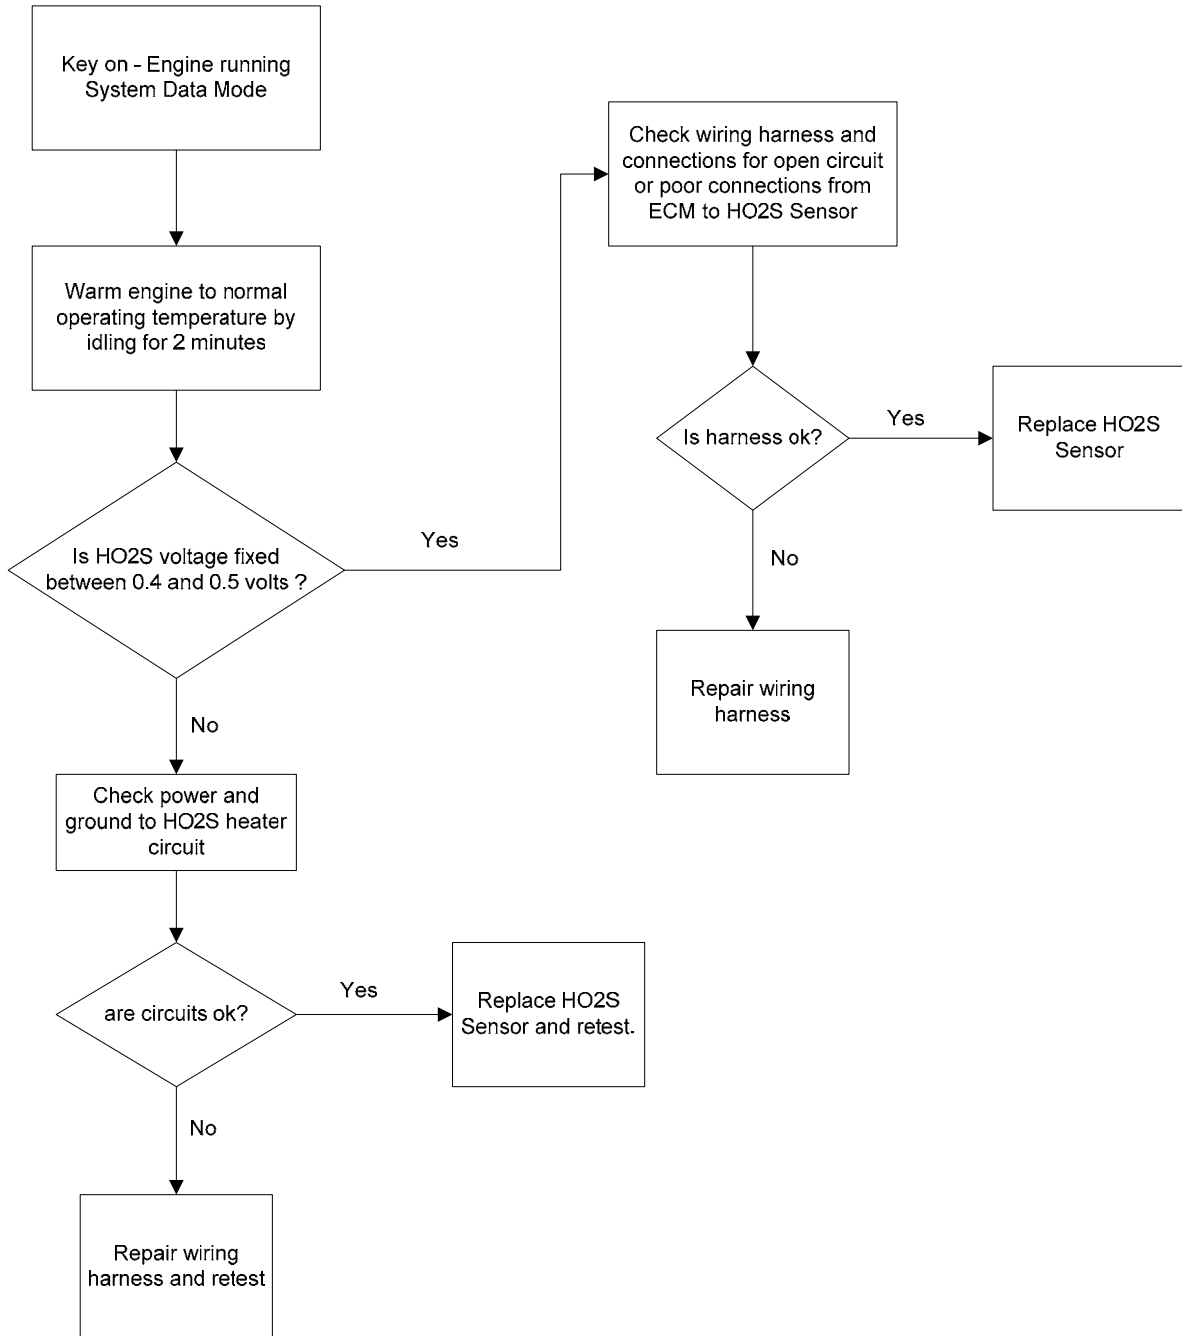 Key on - Engine running
System Data Mode
Warm engine to normal
operating temperature by
idling for 2 minutes
Is HO2S voltage fixed
between 0.4 and 0.5 volts ?
Yes
No
Check wiring harness and
connections for open circuit
or poor connections from
ECM to HO2S Sensor
Is harness ok?
Yes
Replace HO2S
Sensor
No
Repair wiring
harness
Check power and
ground to HO2S heater
circuit
are circuits ok?
Yes
Replace HO2S
Sensor and retest.
No
Repair wiring
harness and retest